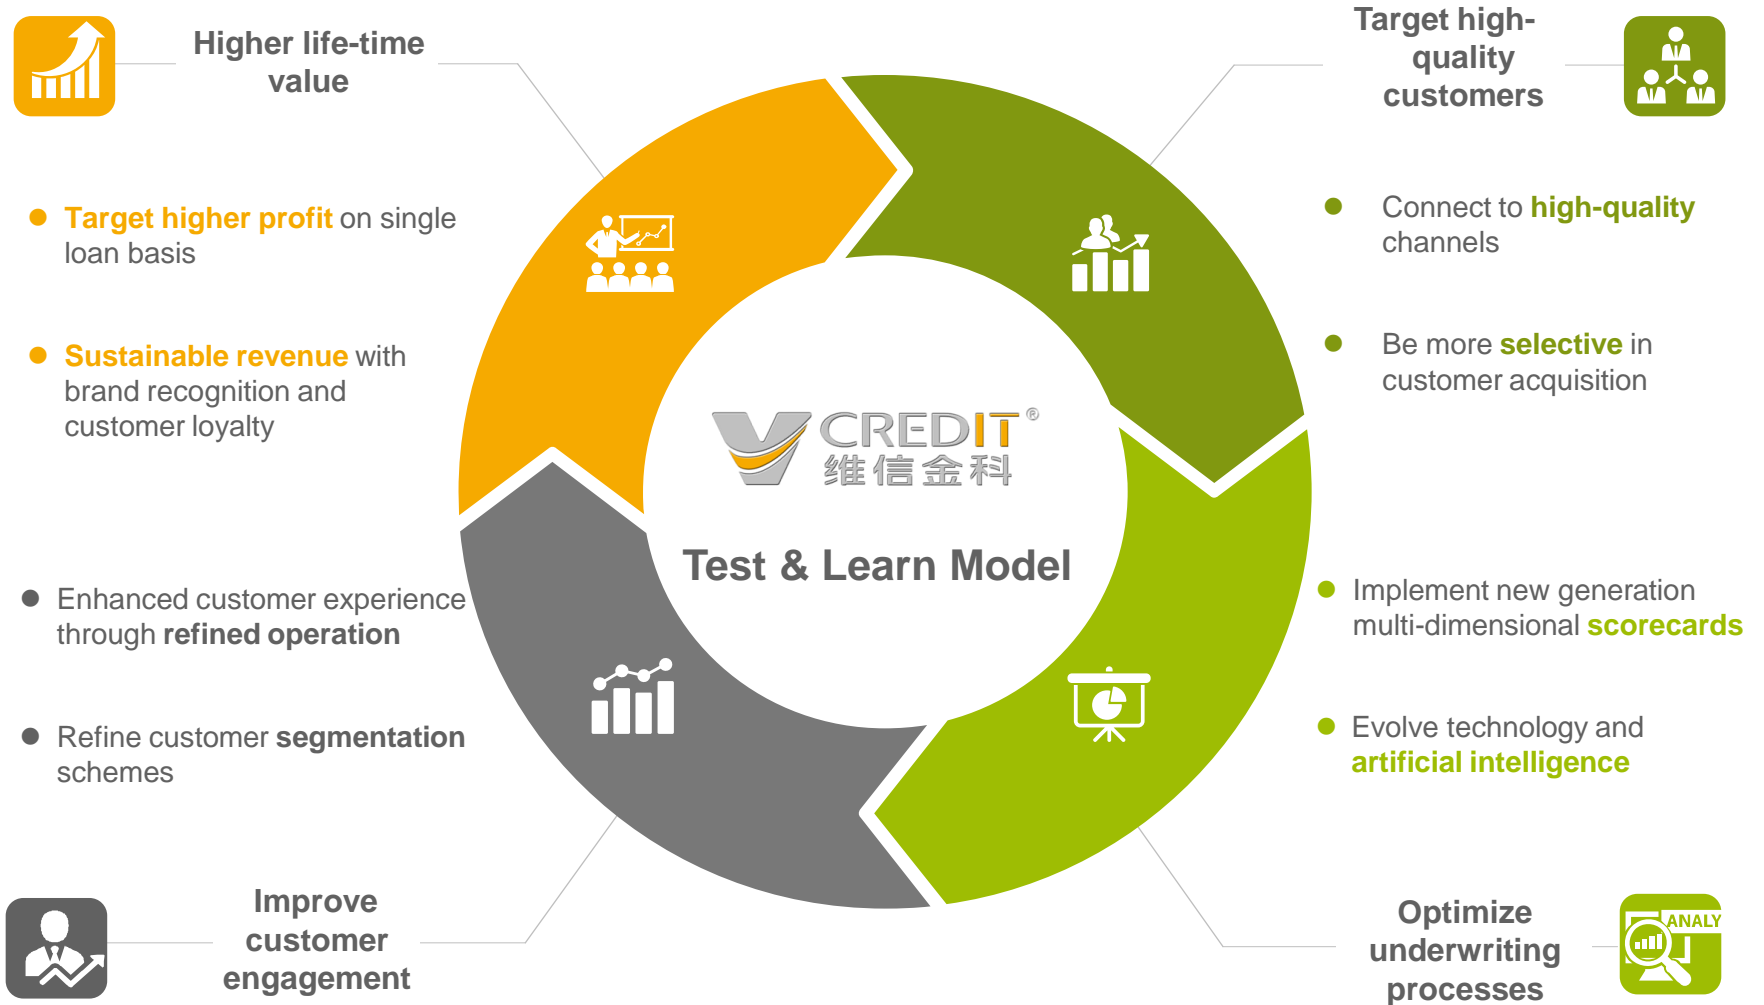 Higher life-time
value
Target higher profit on single
loan basis
Sustainable revenue with
brand recognition and
customer loyalty
Target high-
quality
customers
Connect to high-quality
channels
Be more selective in
customer acquisition
CREDIT®
维信金科
Test & Learn Model
Enhanced customer experience
through refined operation
Refine customer segmentation
schemes
Improve
customer
engagement
Implement new generation
multi-dimensional scorecards
Evolve technology and
artificial intelligence
Optimize
underwriting
processes
ANALY